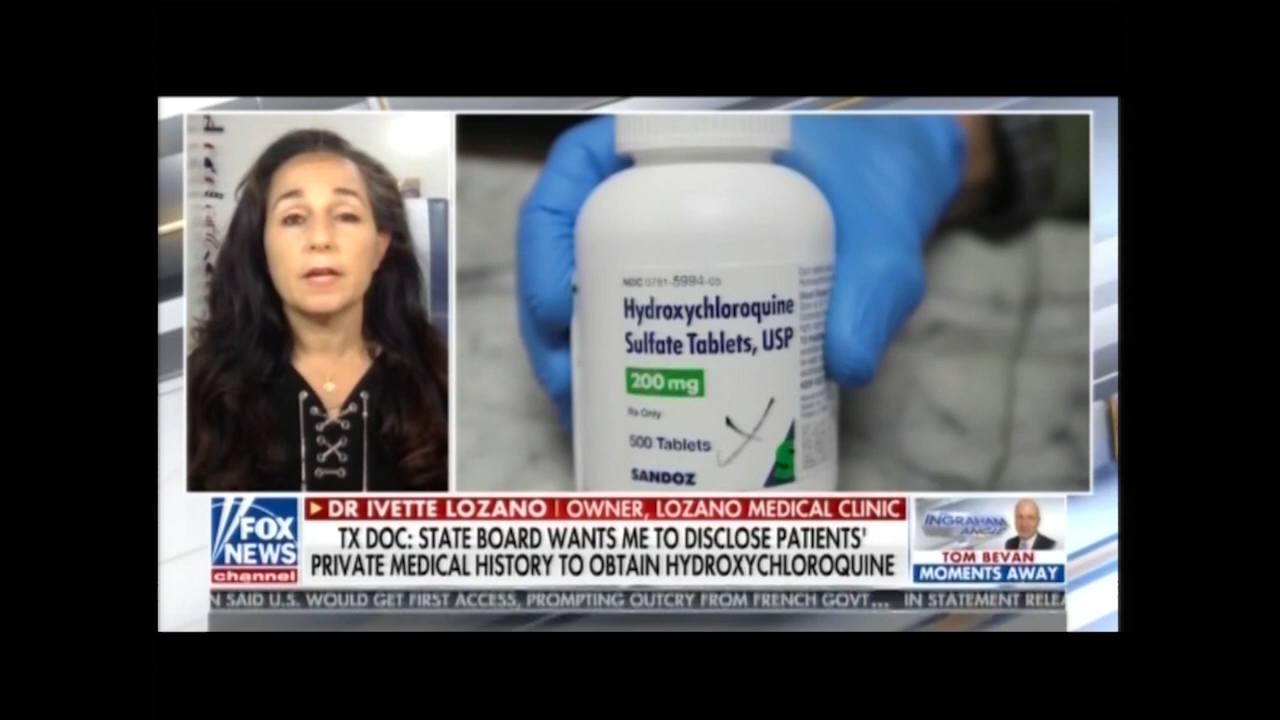 NDC 0781-5994-05
Hydroxychloroquine
Sulfate Tablets, USP
200 mg
Rx Only
500 Tablets
SANDOZ
FOX
NEWS
channel
DR IVETTE LOZANO | OWNER, LOZANO MEDICAL CLINIC
TX DOC: STATE BOARD WANTS ME TO DISCLOSE PATIENTS'
PRIVATE MEDICAL HISTORY TO OBTAIN HYDROXYCHLOROQUINE
INGRAHAM
ANGLE
TOM BEVAN
MOMENTS AWAY
N SAID U.S. WOULD GET FIRST ACCESS, PROMPTING OUTCRY FROM FRENCH GOVT... IN STATEMENT RELEA